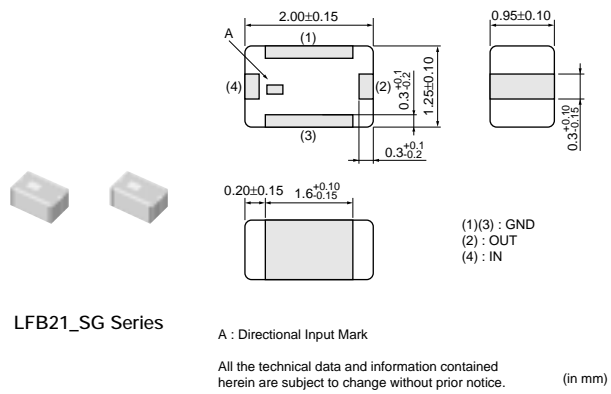 2.00±0.15
0.95±0.10
A
(1)
(4)
(2)
0.3+0.1-0.2
1.25±0.10
(3)
0.3+0.1-0.2
0.3+0.10-0.15
0.20±0.15
1.6+0.10-0.15
(1)(3) : GND
(2) : OUT
(4) : IN
LFB21_SG Series
A : Directional Input Mark
All the technical data and information contained
herein are subject to change without prior notice.
(in mm)